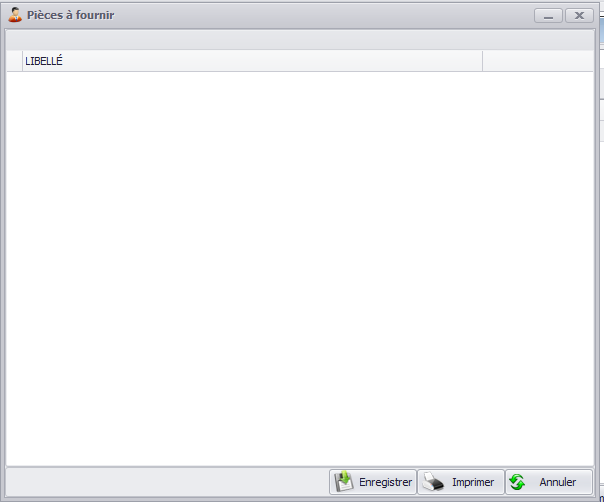 Pièces à fournir
LIBELLÉ
Enregistrer Imprimer Annuler